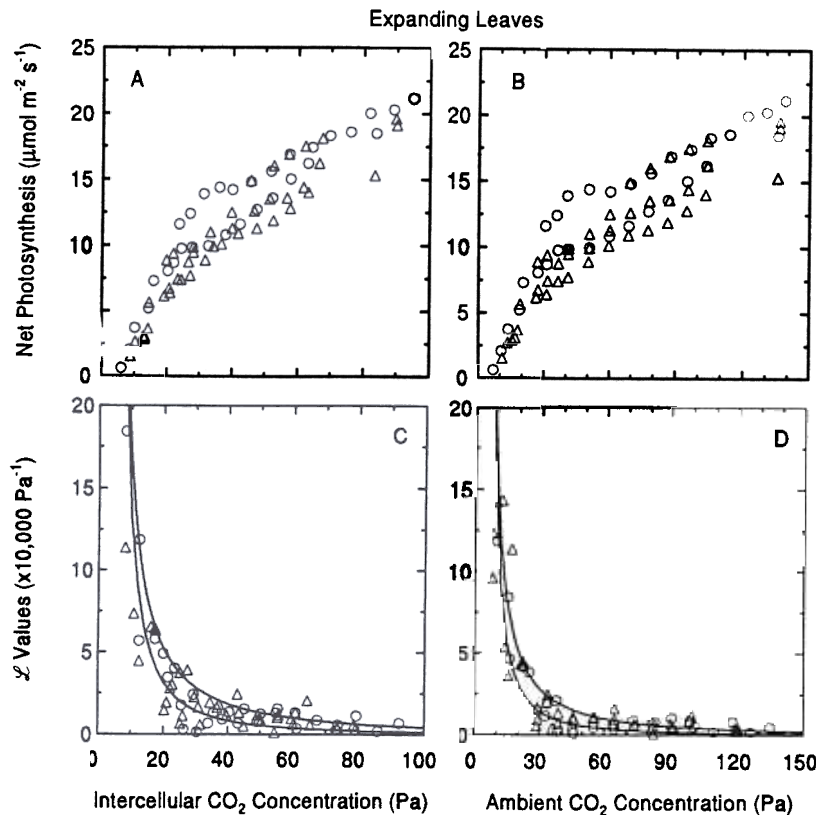 Expanding Leaves
Net Photosynthesis (μmol m⁻² s⁻¹)
25
20
15
10
5
0
A
25
20
15
10
5
0
B
ℒ Values (x10,000 Pa⁻¹)
20
15
10
5
0
C
20
15
10
5
0
D
0 20 40 60 80 100
Intercellular CO₂ Concentration (Pa)
0 30 60 90 120 150
Ambient CO₂ Concentration (Pa)